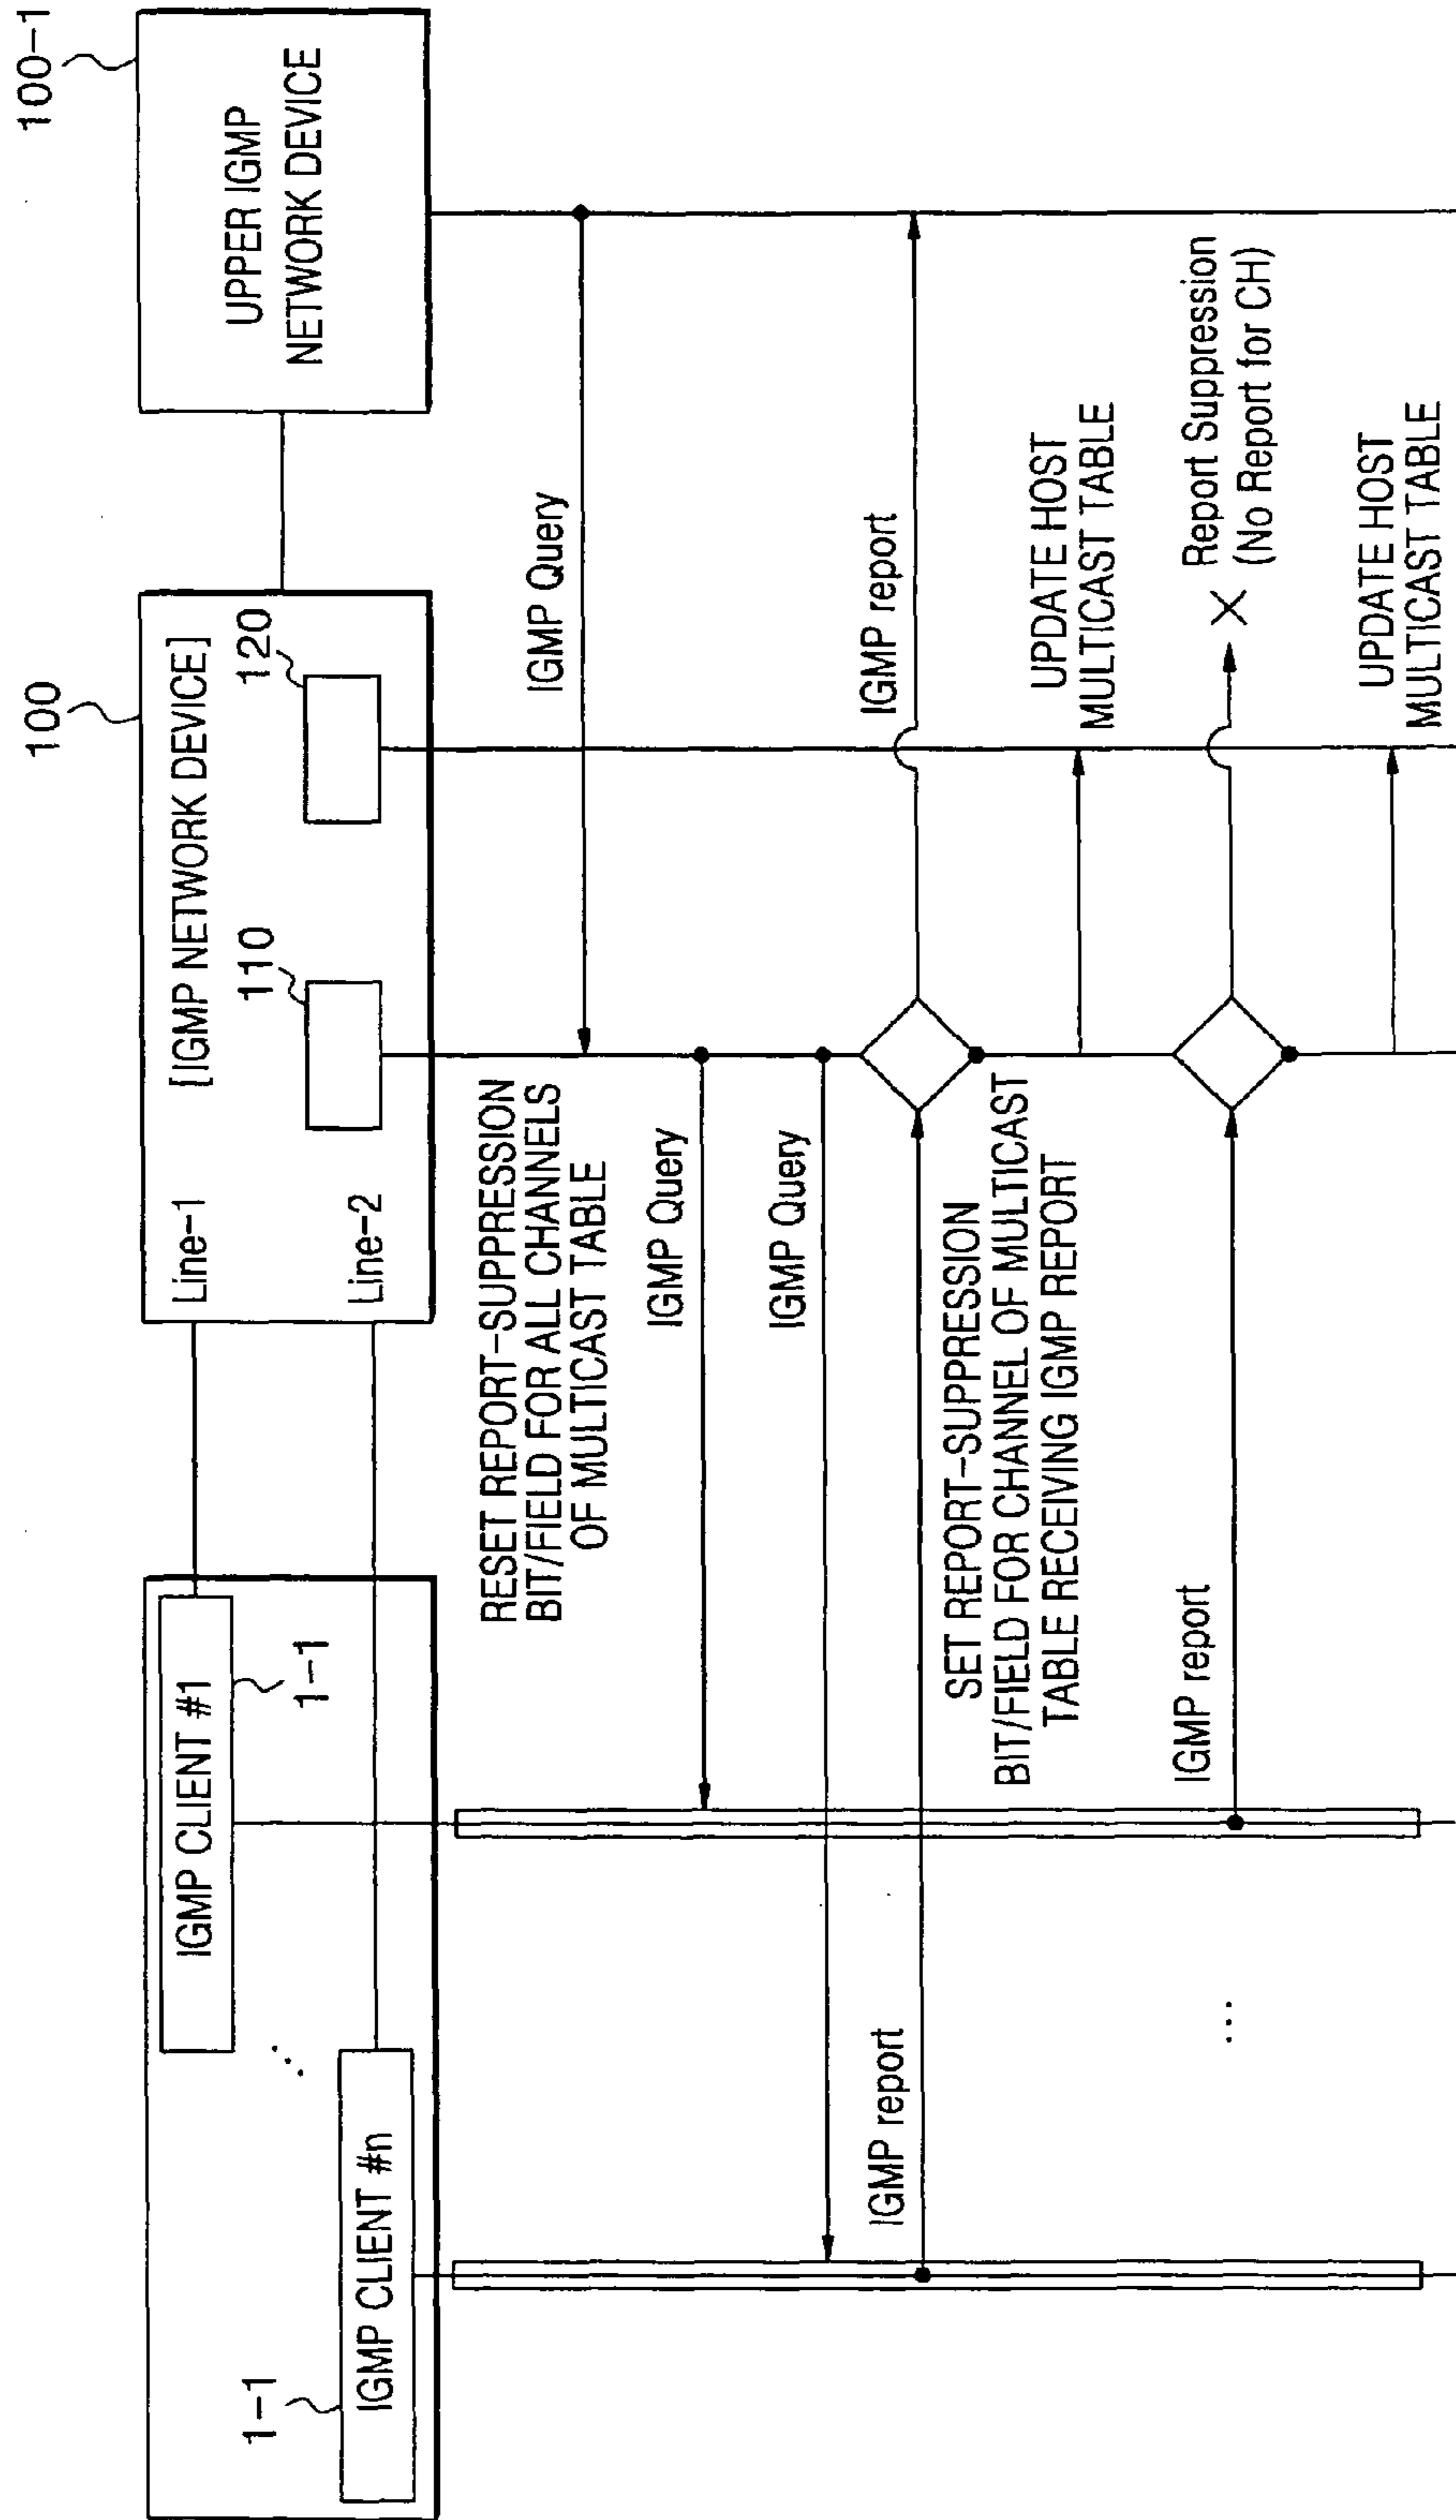 100-1
UPPER IGMP
NETWORK DEVICE
100
[IGMP NETWORK DEVICE]
110
120
Line-1
Line-2
IGMP CLIENT #1
1-1
1-1
IGMP CLIENT #n
IGMP Query
RESET REPORT-SUPPRESSION
BIT/FIELD FOR ALL CHANNELS
OF MULTICAST TABLE
IGMP Query
IGMP Query
IGMP report
IGMP report
SET REPORT-SUPPRESSION
BIT/FIELD FOR CHANNEL OF MULTICAST
TABLE RECEIVING IGMP REPORT
UPDATE HOST
MULTICAST TABLE
IGMP report
X Report Suppression
(No Report for CH)
UPDATE HOST
MULTICAST TABLE